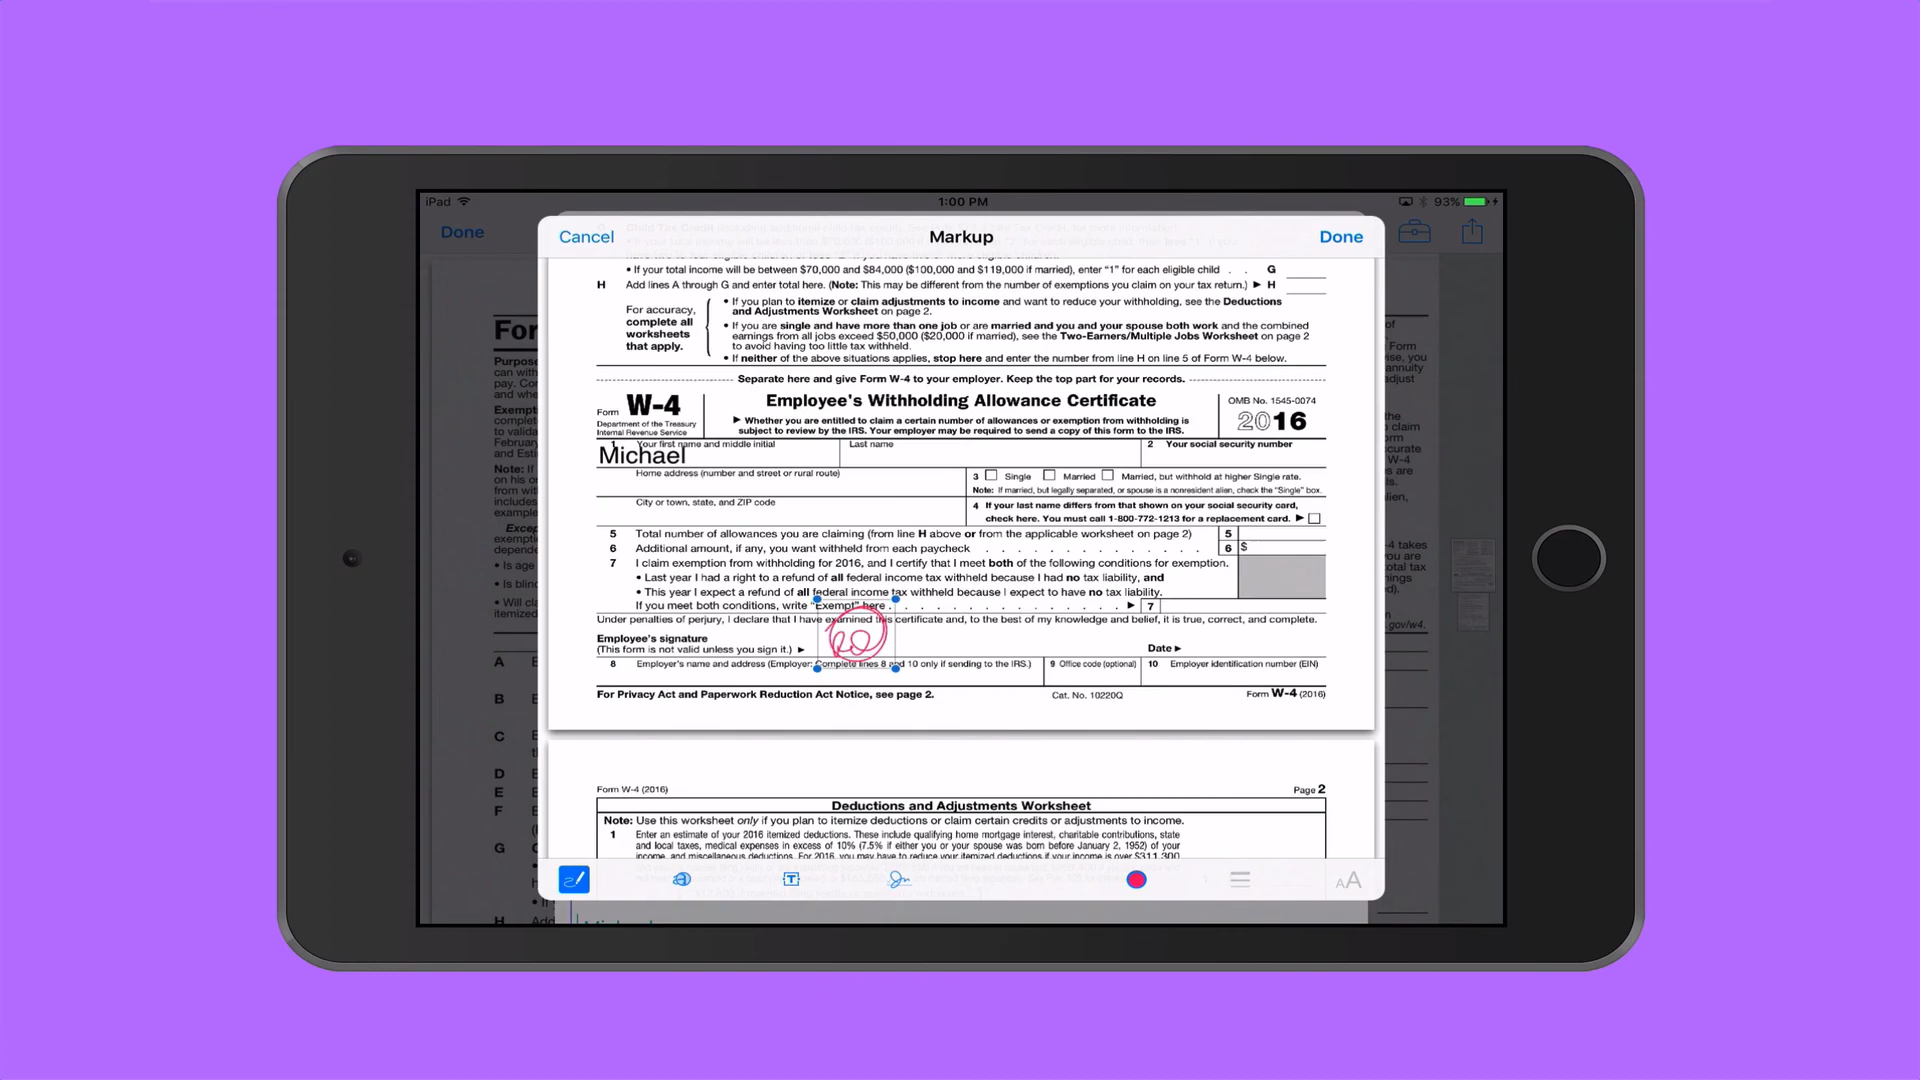 iPad
1:00 PM
93%
Done
Cancel
Markup
Done
• If your total income will be between $70,000 and $84,000 ($100,000 and $119,000 if married), enter “1” for each eligible child . . G
H Add lines A through G and enter total here. (Note: This may be different from the number of exemptions you claim on your tax return.) ▶ H
For accuracy,
complete all
worksheets
that apply.
• If you plan to itemize or claim adjustments to income and want to reduce your withholding, see the Deductions
and Adjustments Worksheet on page 2.
• If you are single and have more than one job or are married and you and your spouse both work and the combined
earnings from all jobs exceed $50,000 ($20,000 if married), see the Two-Earners/Multiple Jobs Worksheet on page 2
to avoid having too little tax withheld.
• If neither of the above situations applies, stop here and enter the number from line H on line 5 of Form W-4 below.
Separate here and give Form W-4 to your employer. Keep the top part for your records.
Form W-4
Department of the Treasury
Internal Revenue Service
Employee's Withholding Allowance Certificate
▶ Whether you are entitled to claim a certain number of allowances or exemption from withholding is
subject to review by the IRS. Your employer may be required to send a copy of this form to the IRS.
OMB No. 1545-0074
2016
1 Your first name and middle initial
Michael
Last name
2 Your social security number
Home address (number and street or rural route)
3 Single Married Married, but withhold at higher Single rate.
Note: If married, but legally separated, or spouse is a nonresident alien, check the “Single” box.
City or town, state, and ZIP code
4 If your last name differs from that shown on your social security card,
check here. You must call 1-800-772-1213 for a replacement card. ▶
5 Total number of allowances you are claiming (from line H above or from the applicable worksheet on page 2) 5
6 Additional amount, if any, you want withheld from each paycheck . . . . . . . . . . . . . . 6 $
7 I claim exemption from withholding for 2016, and I certify that I meet both of the following conditions for exemption.
• Last year I had a right to a refund of all federal income tax withheld because I had no tax liability, and
• This year I expect a refund of all federal income tax withheld because I expect to have no tax liability.
If you meet both conditions, write “Exempt” here . . . . . . . . . . . . . . . ▶ 7
Under penalties of perjury, I declare that I have examined this certificate and, to the best of my knowledge and belief, it is true, correct, and complete.
Employee's signature
(This form is not valid unless you sign it.) ▶
Date ▶
8 Employer's name and address (Employer: Complete lines 8 and 10 only if sending to the IRS.)
9 Office code (optional)
10 Employer identification number (EIN)
For Privacy Act and Paperwork Reduction Act Notice, see page 2.
Cat. No. 10220Q
Form W-4 (2016)
Form W-4 (2016)
Page 2
Deductions and Adjustments Worksheet
Note: Use this worksheet only if you plan to itemize deductions or claim certain credits or adjustments to income.
1 Enter an estimate of your 2016 itemized deductions. These include qualifying home mortgage interest, charitable contributions, state
and local taxes, medical expenses in excess of 10% (7.5% if either you or your spouse was born before January 2, 1952) of your
income, and miscellaneous deductions. For 2016, you may have to reduce your itemized deductions if your income is over $311,300
AA